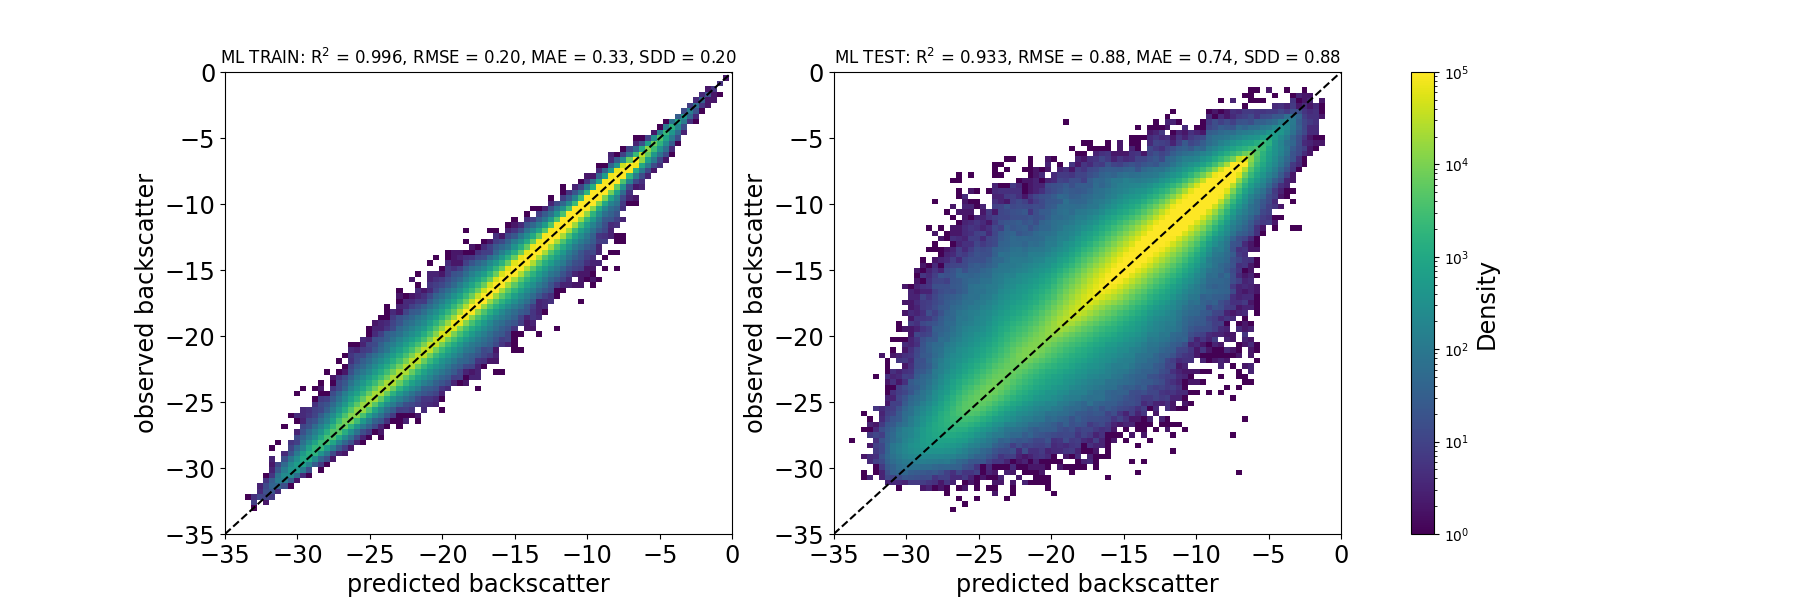 ML TRAIN: R² = 0.996, RMSE = 0.20, MAE = 0.33, SDD = 0.20
0
−5
−10
−15
−20
−25
−30
−35
observed backscatter
−35 −30 −25 −20 −15 −10 −5 0
predicted backscatter
ML TEST: R² = 0.933, RMSE = 0.88, MAE = 0.74, SDD = 0.88
0
−5
−10
−15
−20
−25
−30
−35
observed backscatter
−35 −30 −25 −20 −15 −10 −5 0
predicted backscatter
10⁵
10⁴
10³
10²
10¹
10⁰
Density